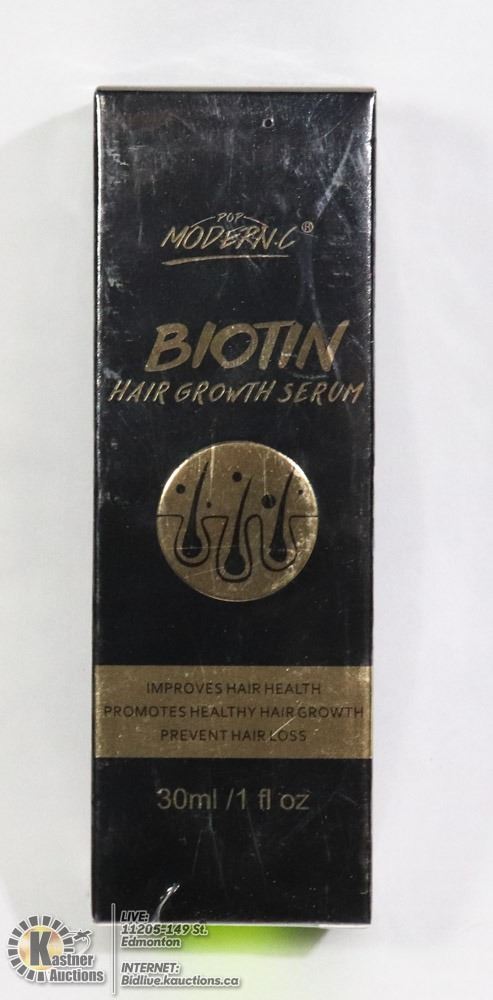 POP
MODERN.C®
BIOTIN
HAIR GROWTH SERUM
IMPROVES HAIR HEALTH
PROMOTES HEALTHY HAIR GROWTH
PREVENT HAIR LOSS
30ml /1 fl oz
Kastner
Auctions
LIVE:
11205-149 St.
Edmonton
INTERNET:
Bidlive.kauctions.ca